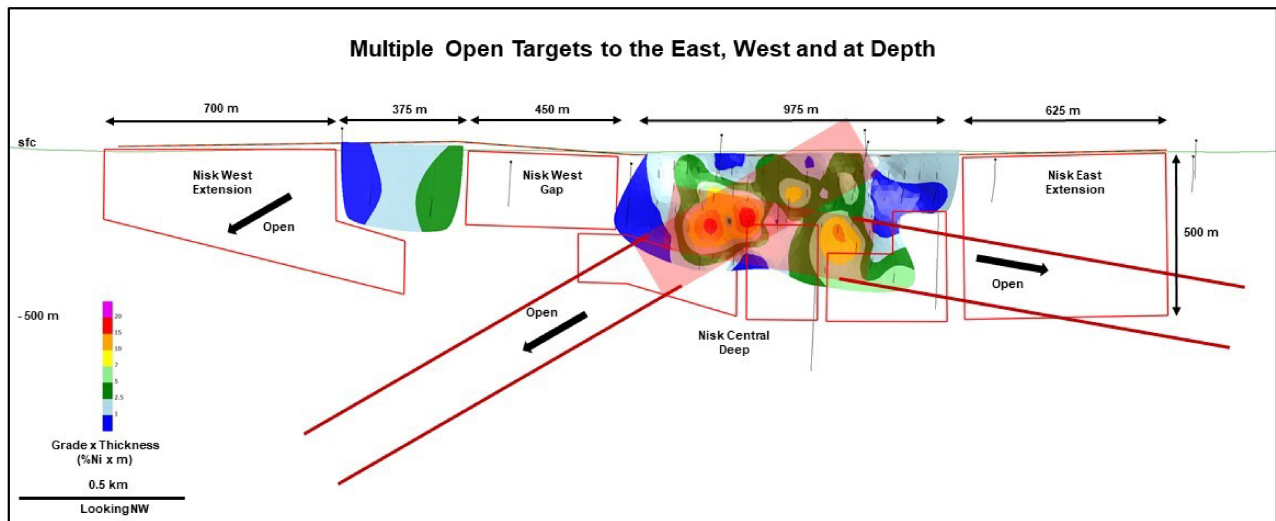 Multiple Open Targets to the East, West and at Depth
700 m
375 m
450 m
975 m
625 m
sfc
Nisk West
Extension
Open
Nisk West
Gap
Nisk East
Extension
500 m
Open
Open
- 500 m
Nisk Central
Deep
20
15
10
7
5
2.5
1
Grade x Thickness
(%Ni x m)
0.5 km
Looking NW